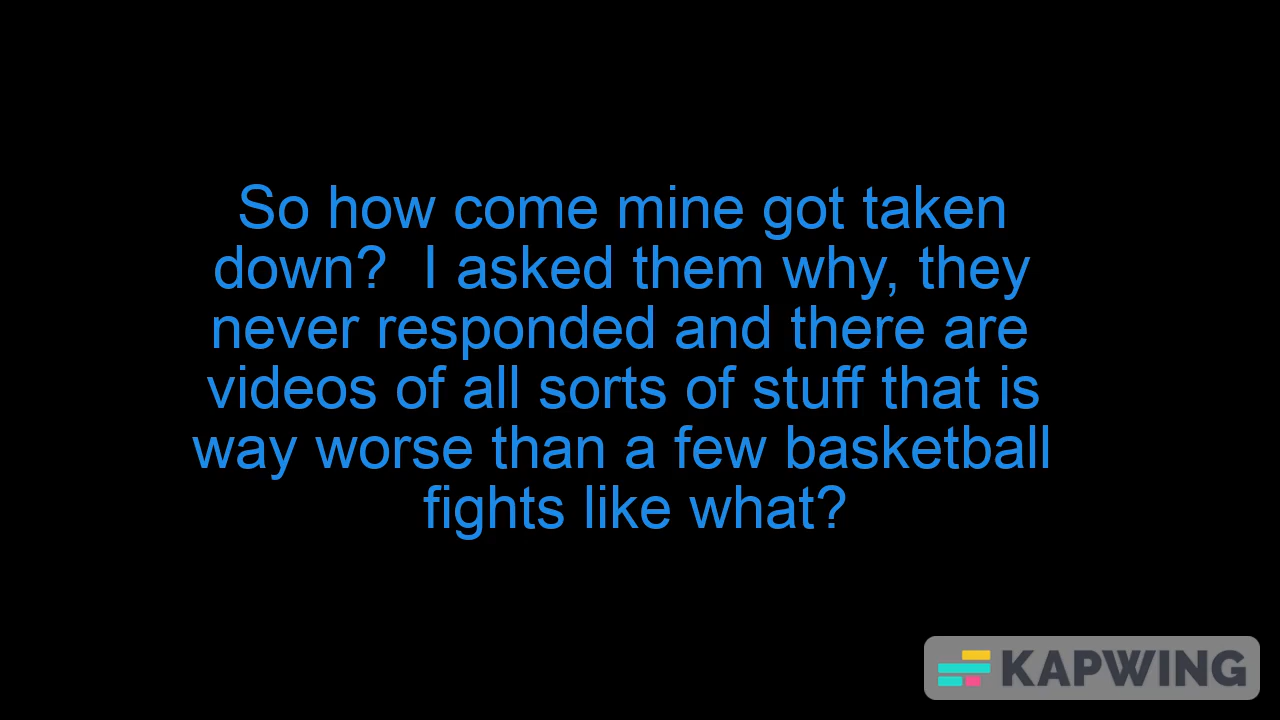 So how come mine got taken
down?  I asked them why, they
never responded and there are
videos of all sorts of stuff that is
way worse than a few basketball
fights like what?
KAPWING